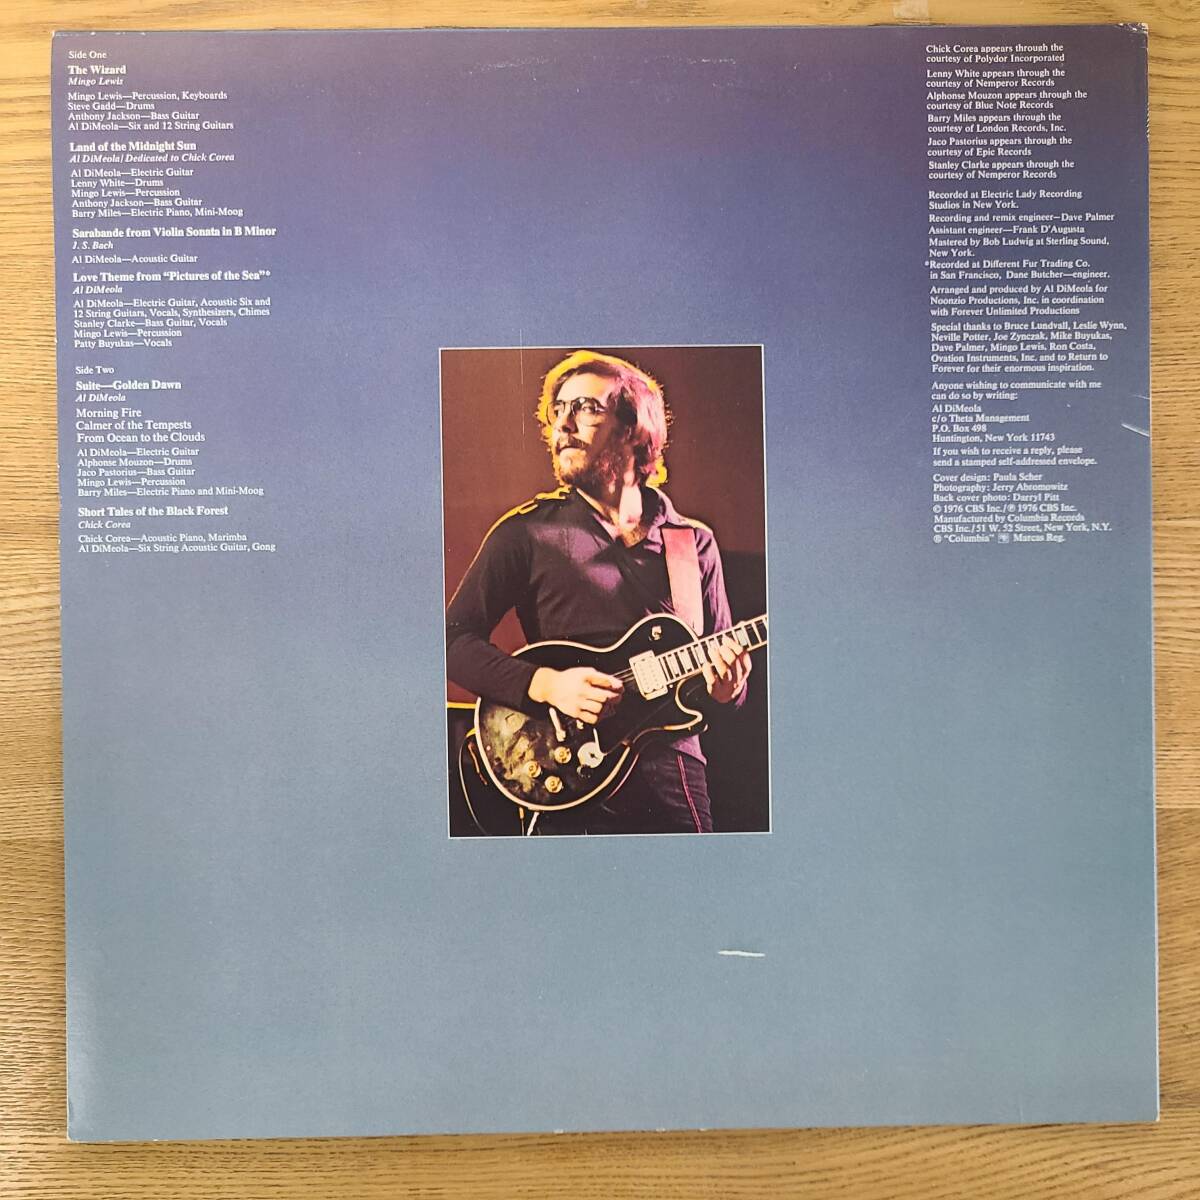 Side One
The Wizard
Mingo Lewis
Mingo Lewis—Percussion, Keyboards
Steve Gadd—Drums
Anthony Jackson—Bass Guitar
Al DiMeola—Six and 12 String Guitars
Land of the Midnight Sun
Al DiMeola/Dedicated to Chick Corea
Al DiMeola—Electric Guitar
Lenny White—Drums
Mingo Lewis—Percussion
Anthony Jackson—Bass Guitar
Barry Miles—Electric Piano, Mini-Moog
Sarabande from Violin Sonata in B Minor
J. S. Bach
Al DiMeola—Acoustic Guitar
Love Theme from “Pictures of the Sea”*
Al DiMeola
Al DiMeola—Electric Guitar, Acoustic Six and
12 String Guitars, Vocals, Synthesizers, Chimes
Stanley Clarke—Bass Guitar, Vocals
Mingo Lewis—Percussion
Patty Buyukas—Vocals
Side Two
Suite—Golden Dawn
Al DiMeola
Morning Fire
Calmer of the Tempests
From Ocean to the Clouds
Al DiMeola—Electric Guitar
Alphonse Mouzon—Drums
Jaco Pastorius—Bass Guitar
Mingo Lewis—Percussion
Barry Miles—Electric Piano and Mini-Moog
Short Tales of the Black Forest
Chick Corea
Chick Corea—Acoustic Piano, Marimba
Al DiMeola—Six String Acoustic Guitar, Gong
Chick Corea appears through the
courtesy of Polydor Incorporated
Lenny White appears through the
courtesy of Nemperor Records
Alphonse Mouzon appears through the
courtesy of Blue Note Records
Barry Miles appears through the
courtesy of London Records, Inc.
Jaco Pastorius appears through the
courtesy of Epic Records
Stanley Clarke appears through the
courtesy of Nemperor Records
Recorded at Electric Lady Recording
Studios in New York.
Recording and remix engineer—Dave Palmer
Assistant engineer—Frank D'Augusta
Mastered by Bob Ludwig at Sterling Sound,
New York.
*Recorded at Different Fur Trading Co.
in San Francisco, Dane Butcher—engineer.
Arranged and produced by Al DiMeola for
Noonzio Productions, Inc. in coordination
with Forever Unlimited Productions
Special thanks to Bruce Lundvall, Leslie Wynn,
Neville Potter, Joe Zynczak, Mike Buyukas,
Dave Palmer, Mingo Lewis, Ron Costa,
Ovation Instruments, Inc. and to Return to
Forever for their enormous inspiration.
Anyone wishing to communicate with me
can do so by writing:
Al DiMeola
c/o Theta Management
P.O. Box 498
Huntington, New York 11743
If you wish to receive a reply, please
send a stamped self-addressed envelope.
Cover design: Paula Scher
Photography: Jerry Abromowitz
Back cover photo: Darryl Pitt
© 1976 CBS Inc./℗ 1976 CBS Inc.
Manufactured by Columbia Records
CBS Inc./51 W. 52 Street, New York, N.Y.
® "Columbia" Marcas Reg.